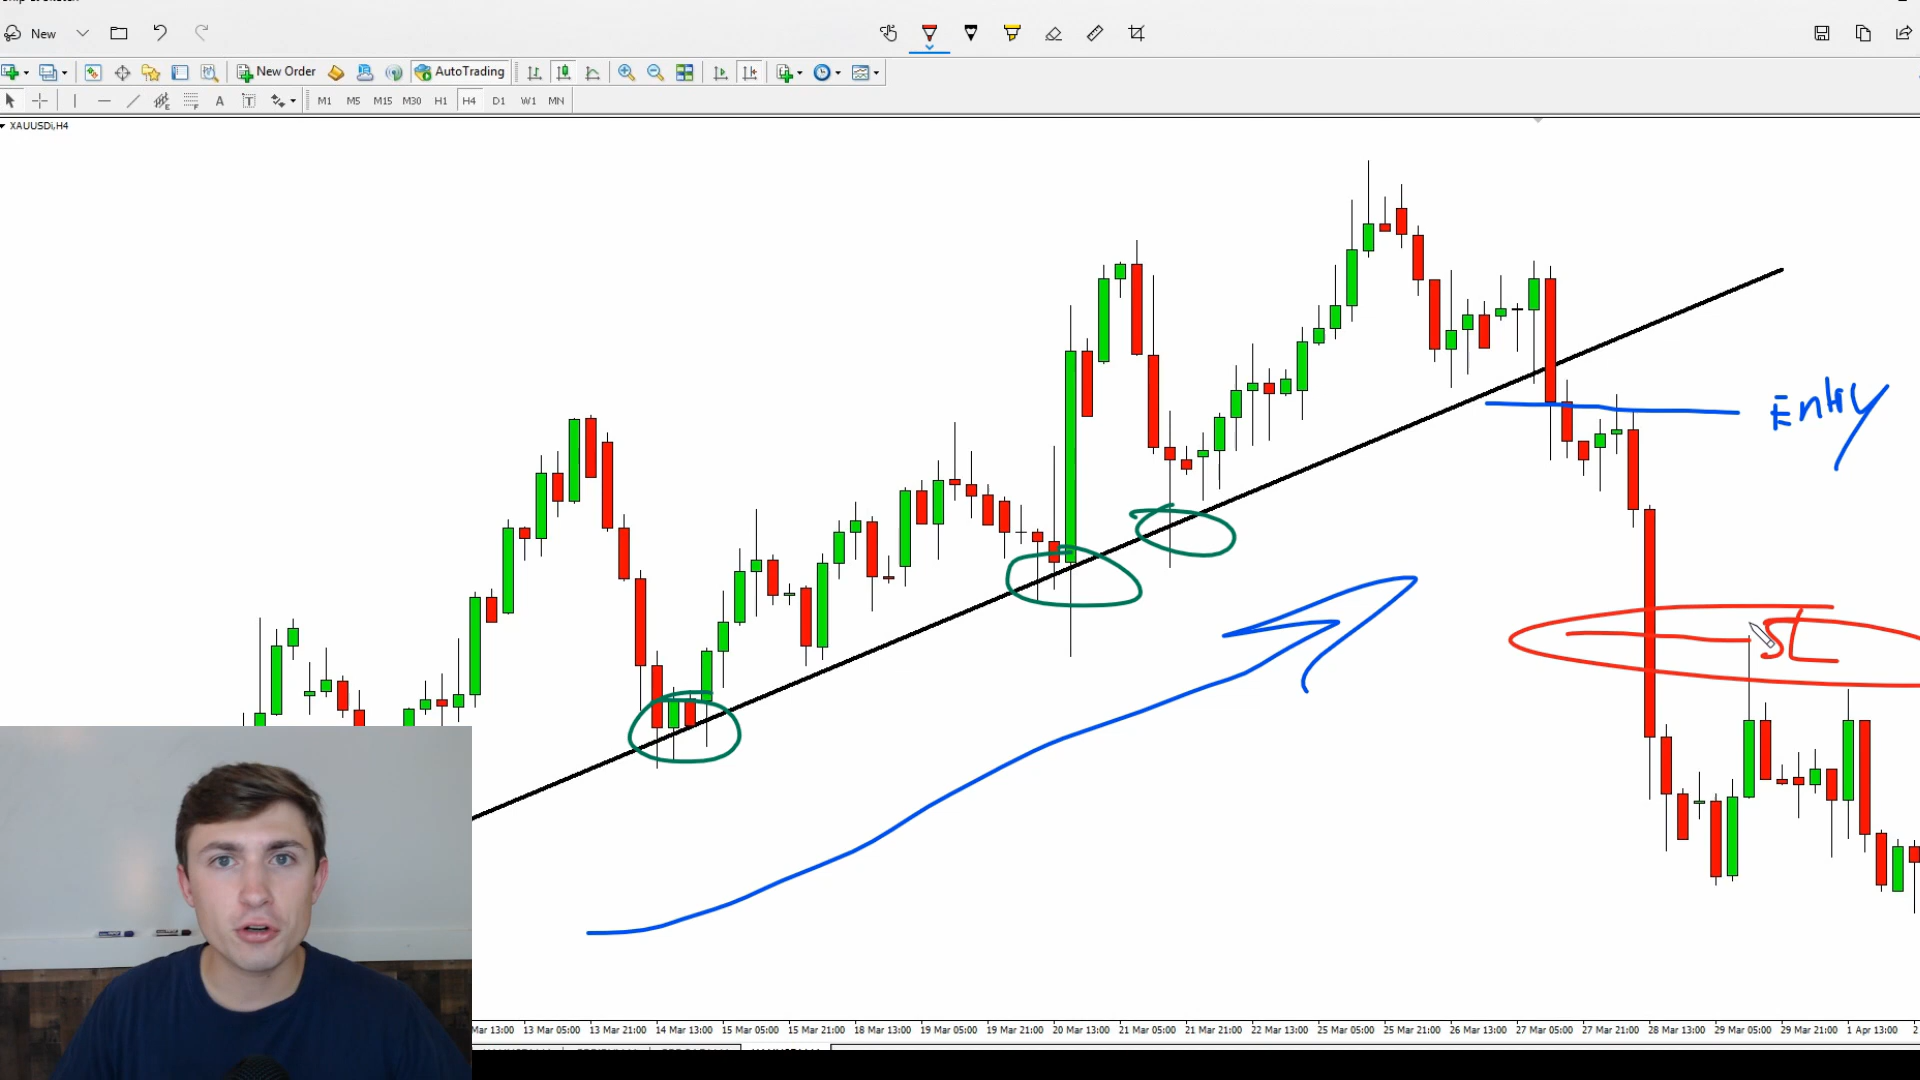 New
New Order
AutoTrading
A
T
M1 M5 M15 M30 H1 H4 D1 W1 MN
XAUUSDi,H4
Entry
SL
Mar 13:00 13 Mar 05:00 13 Mar 21:00 14 Mar 13:00 15 Mar 05:00 15 Mar 21:00 18 Mar 13:00 19 Mar 05:00 19 Mar 21:00 20 Mar 13:00 21 Mar 05:00 21 Mar 21:00 22 Mar 13:00 25 Mar 05:00 25 Mar 21:00 26 Mar 13:00 27 Mar 05:00 27 Mar 21:00 28 Mar 13:00 29 Mar 05:00 29 Mar 21:00 1 Apr 13:00 2